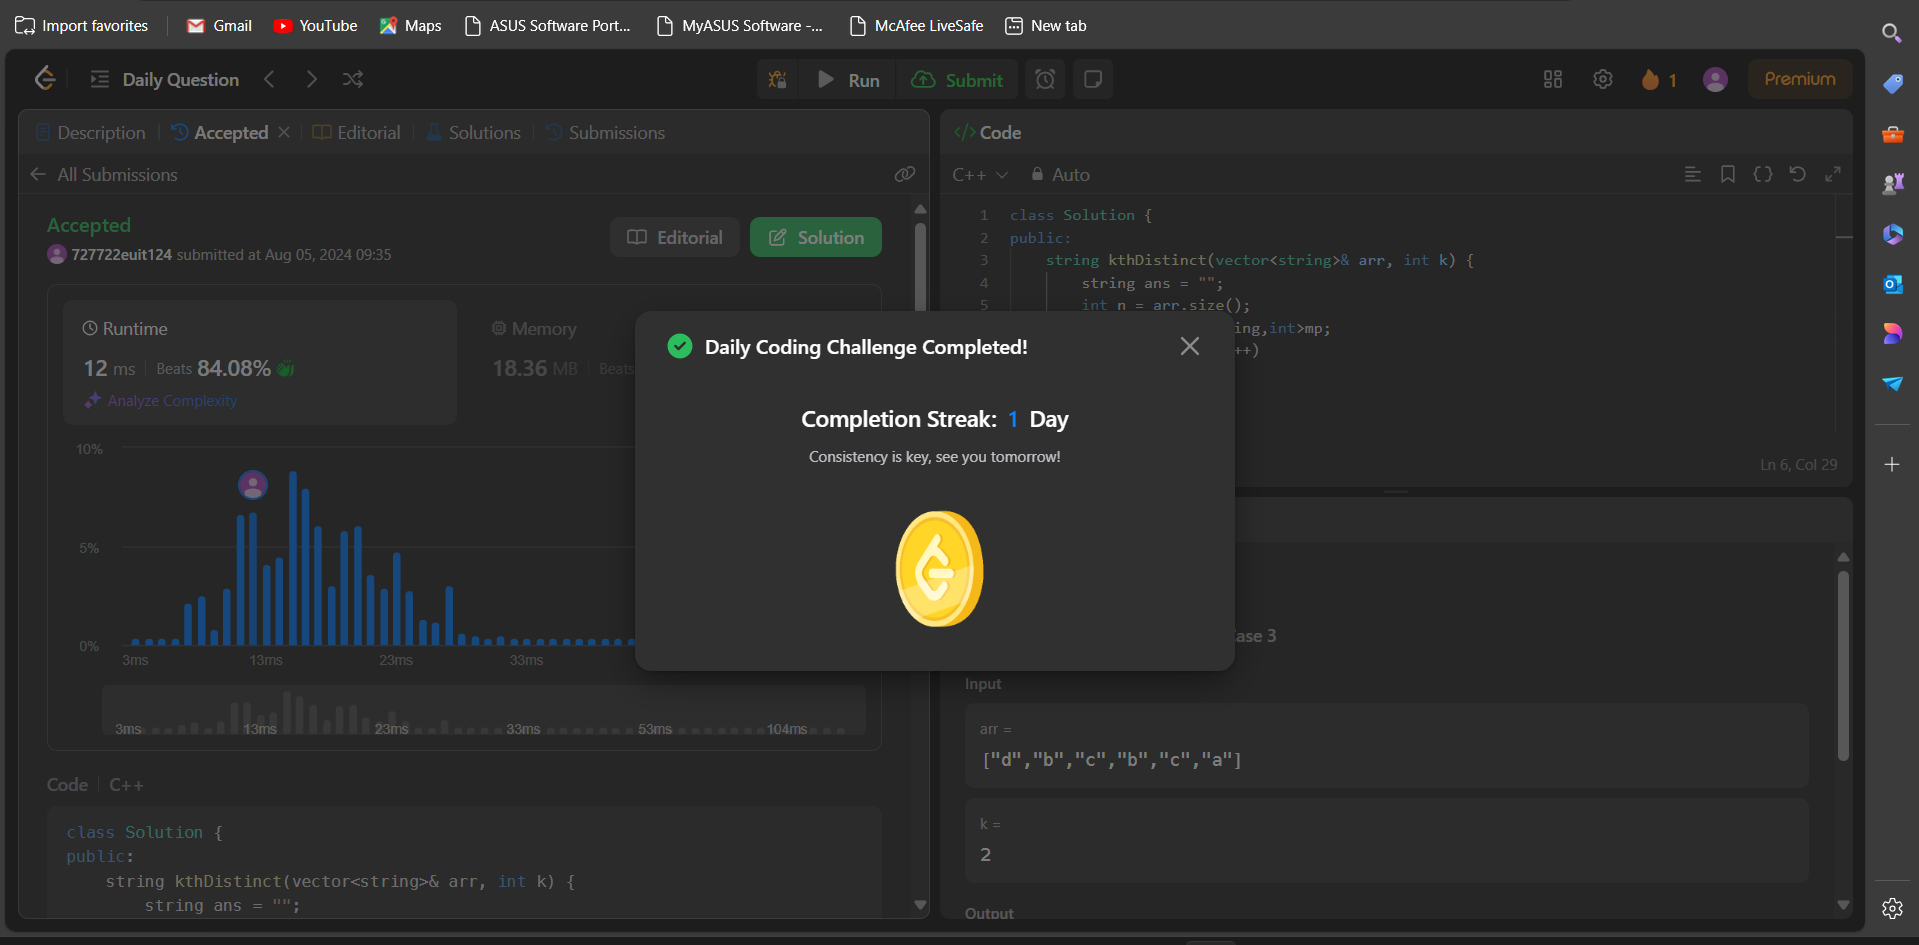 Import favorites
Gmail
YouTube
Maps
ASUS Software Port...
MyASUS Software -...
McAfee LiveSafe
New tab
Daily Question
Run
Submit
1
Premium
Description
Accepted
Editorial
Solutions
Submissions
All Submissions
Accepted
727722euit124 submitted at Aug 05, 2024 09:35
Editorial
Solution
Runtime
12 ms
Beats 84.08%
Analyze Complexity
Memory
18.36 MB
Beats
10%
5%
0%
3ms
13ms
23ms
33ms
3ms
13ms
23ms
33ms
53ms
104ms
Code
C++
class Solution {
public:
string kthDistinct(vector<string>& arr, int k) {
string ans = "";
</> Code
C++
Auto
1 class Solution {
2 public:
3 string kthDistinct(vector<string>& arr, int k) {
4 string ans = "";
5 int n = arr.size();
ing,int>mp;
++)
Ln 6, Col 29
Daily Coding Challenge Completed!
Completion Streak: 1 Day
Consistency is key, see you tomorrow!
ase 3
Input
arr =
["d","b","c","b","c","a"]
k =
2
Output